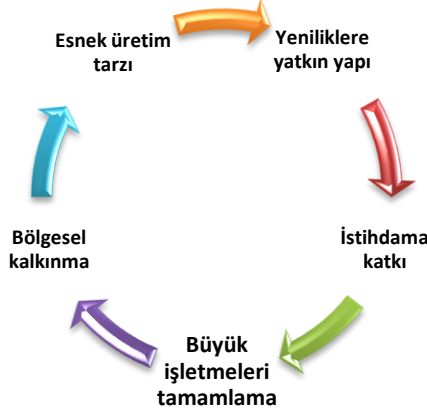 Esnek üretim
tarzı
Yeniliklere
yatkın yapı
İstihdama
katkı
Büyük
işletmeleri
tamamlama
Bölgesel
kalkınma